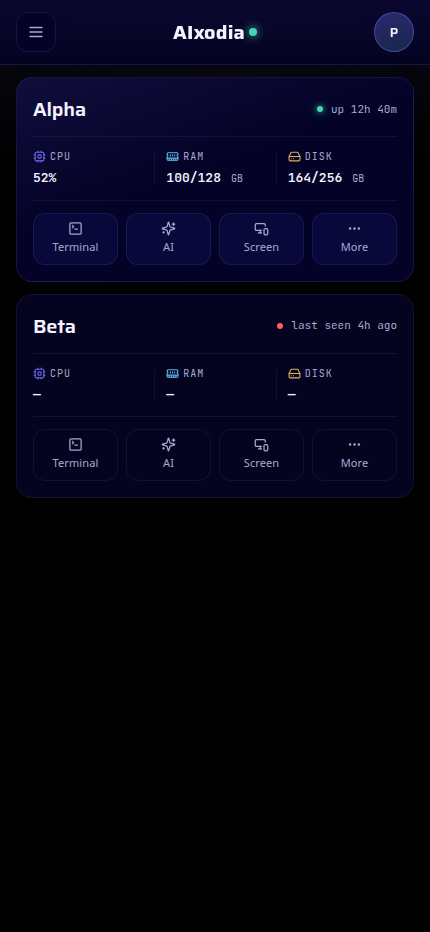 AIxodia
P
Alpha
up 12h 40m
CPU RAM DISK
52% 100/128 GB 164/256 GB
Terminal AI Screen More
Beta
last seen 4h ago
CPU RAM DISK
— — —
Terminal AI Screen More